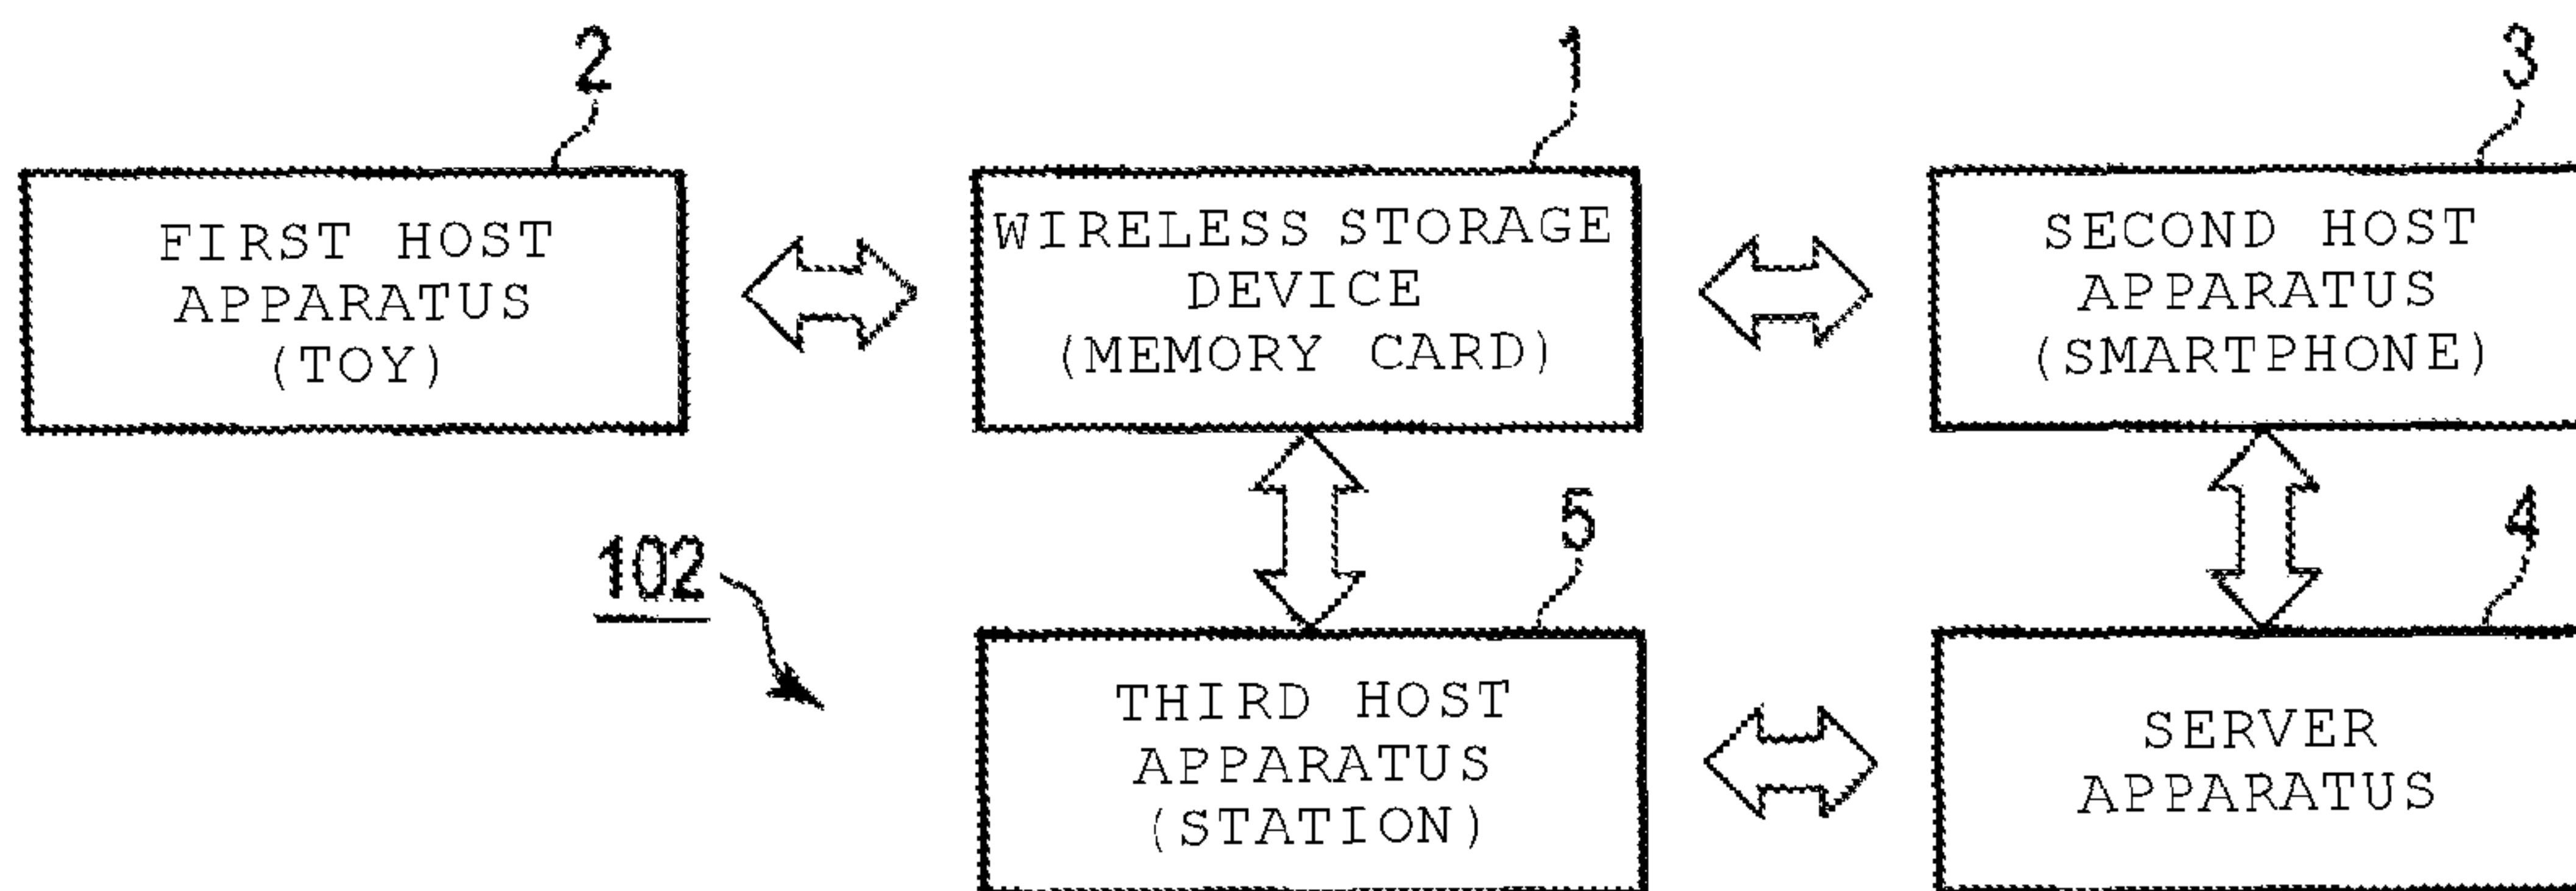 2
1
3
FIRST HOST
APPARATUS
(TOY)
WIRELESS STORAGE
DEVICE
(MEMORY CARD)
SECOND HOST
APPARATUS
(SMARTPHONE)
102
5
4
THIRD HOST
APPARATUS
(STATION)
SERVER
APPARATUS